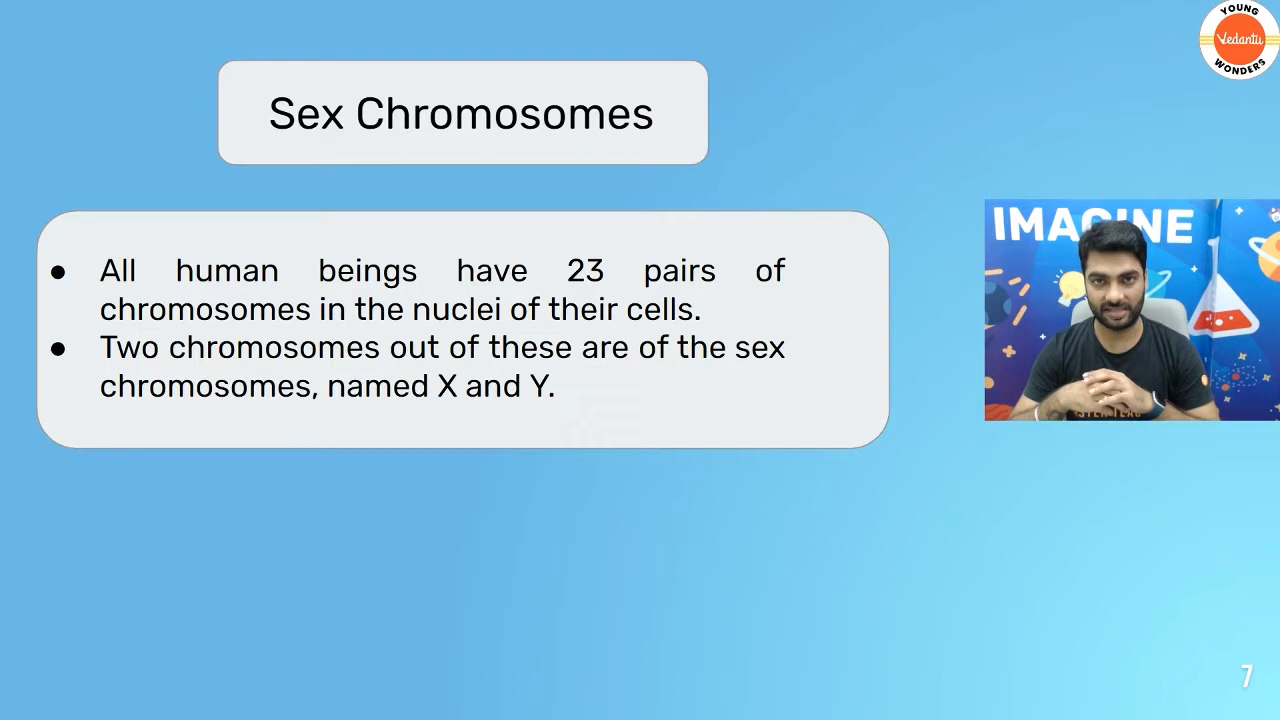 YOUNG
Vedantu
WONDERS
Sex Chromosomes
IMAGINE
● All human beings have 23 pairs of
chromosomes in the nuclei of their cells.
● Two chromosomes out of these are of the sex
chromosomes, named X and Y.
7